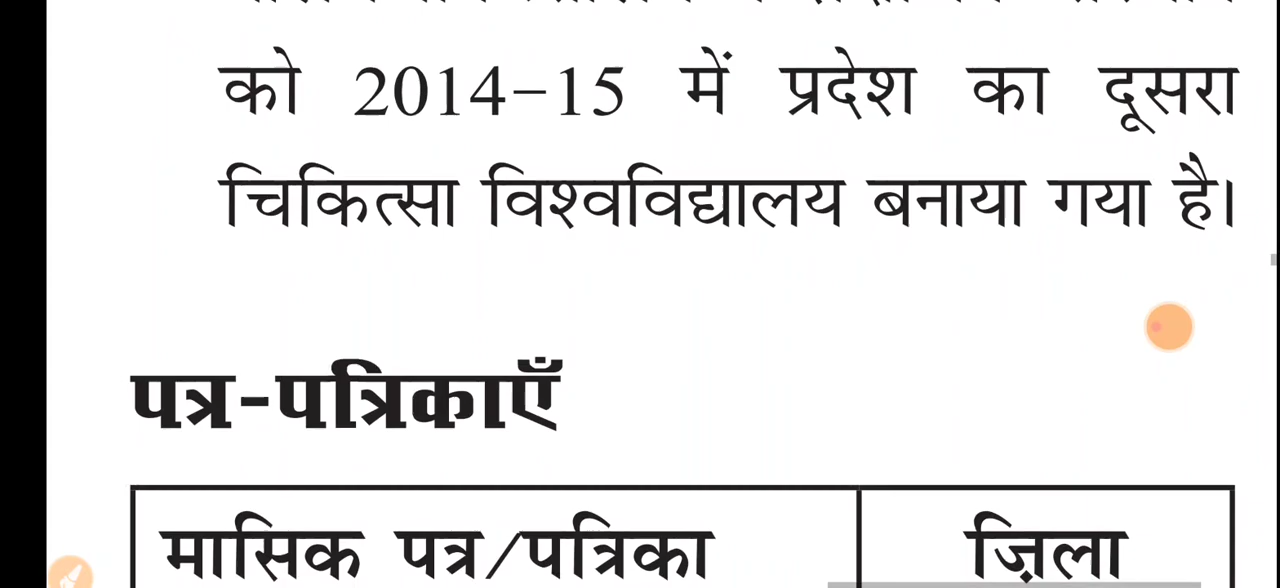 को 2014-15 में प्रदेश का दूसरा
चिकित्सा विश्वविद्यालय बनाया गया है।
पत्र-पत्रिकाएँ
मासिक पत्र/पत्रिका ज़िला